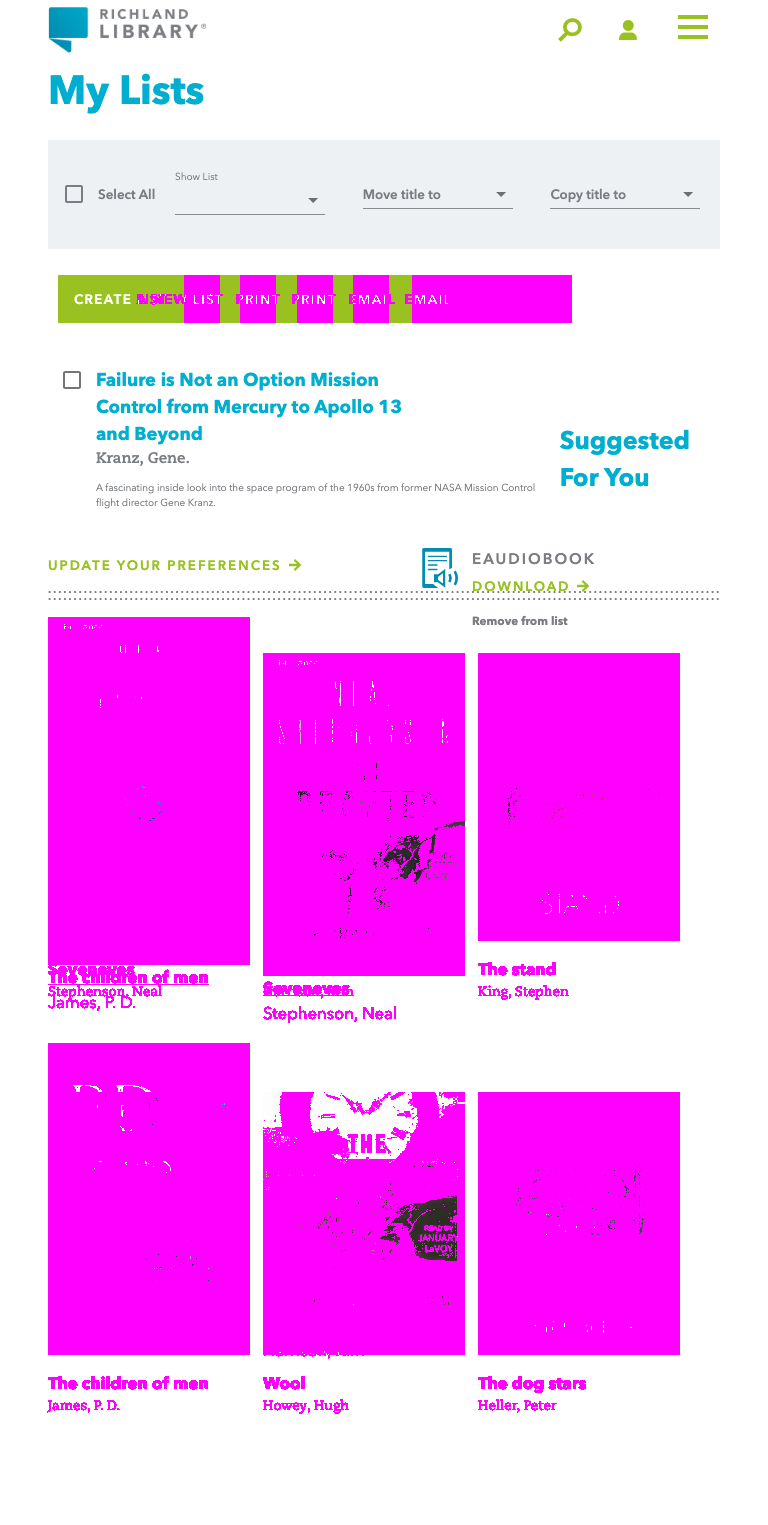 RICHLAND
LIBRARY®
My Lists
Select All
Show List
Move title to
Copy title to
CREATE NEW LIST PRINT PRINT EMAIL EMAIL
Failure is Not an Option Mission
Control from Mercury to Apollo 13
and Beyond
Kranz, Gene.
A fascinating inside look into the space program of the 1960s from former NASA Mission Control
flight director Gene Kranz.
Suggested
For You
UPDATE YOUR PREFERENCES
EAUDIOBOOK
DOWNLOAD
Remove from list
Seveneves
The children of men
Stephenson, Neal
James, P. D.
Seveneves
Stephenson, Neal
The stand
King, Stephen
THE
READ BY
JANUARY
LaVOY
The children of men
James, P. D.
Wool
Howey, Hugh
The dog stars
Heller, Peter